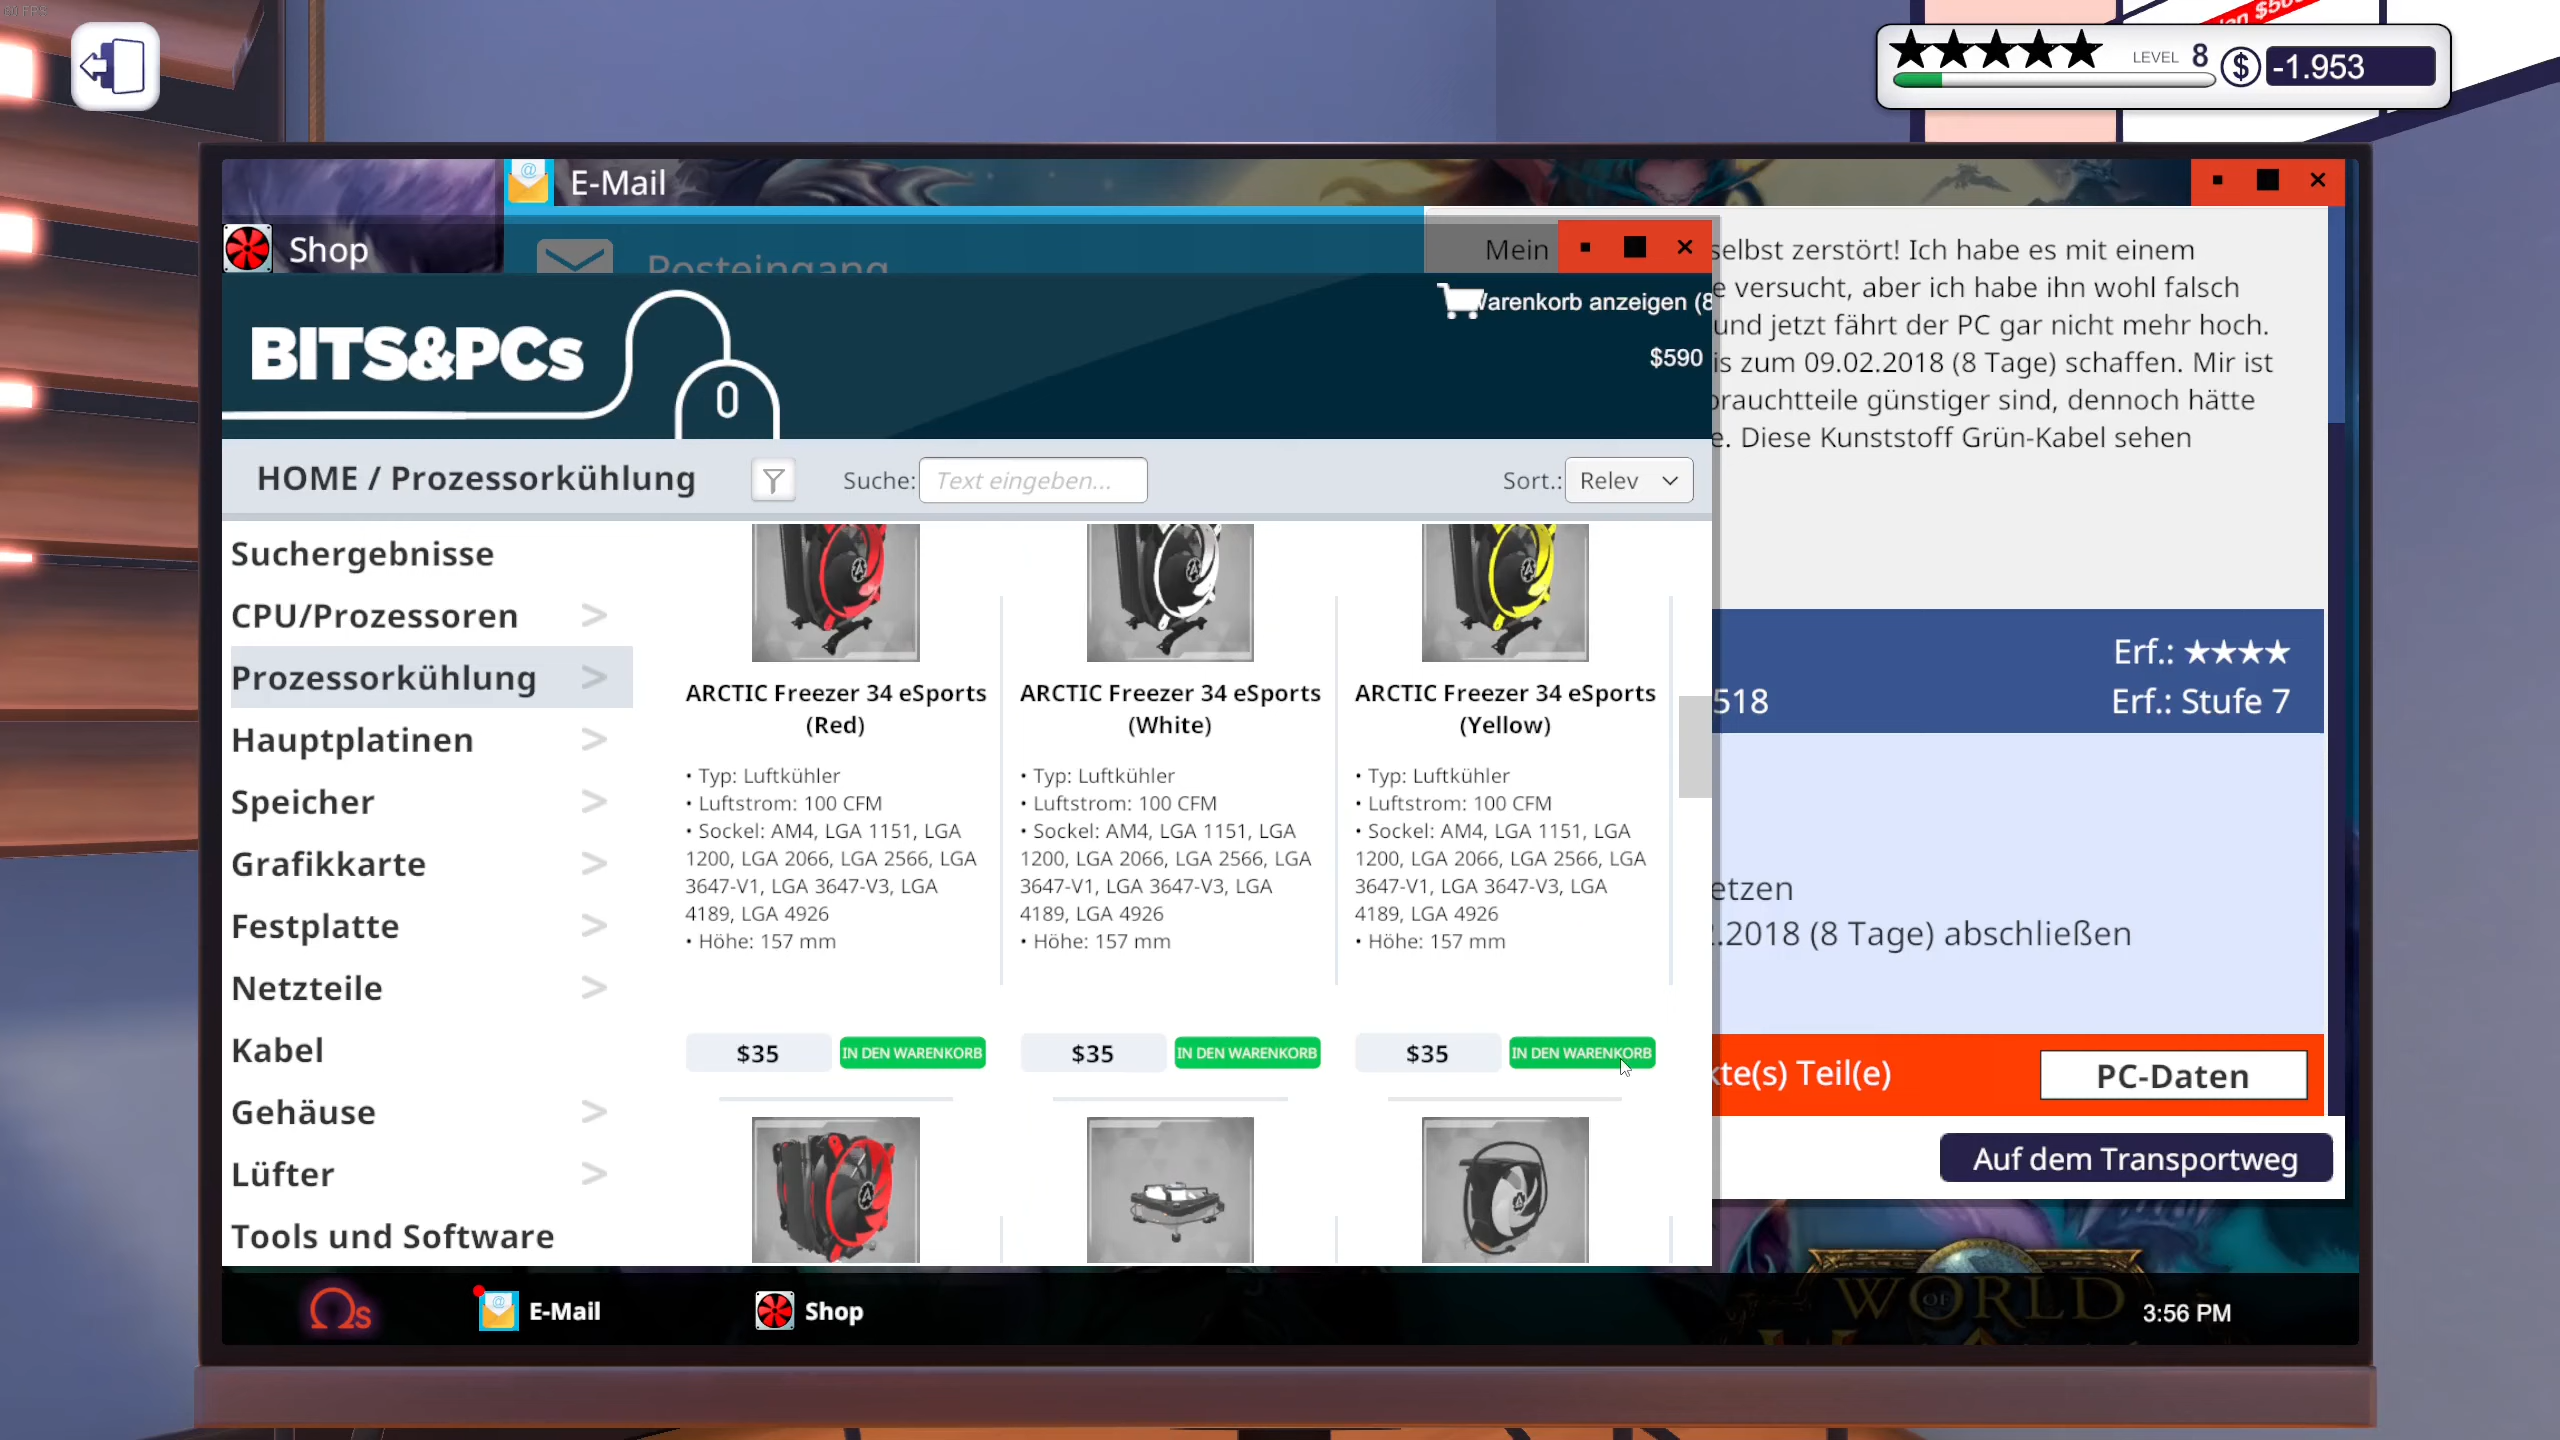 60 FPS
LEVEL 8
$ -1.953
E-Mail
Posteingang
Shop
Mein
BITS&PCs
Warenkorb anzeigen (8
$590
HOME / Prozessorkühlung
Suche:
Text eingeben...
Sort.:
Relev
Suchergebnisse
CPU/Prozessoren >
Prozessorkühlung >
Hauptplatinen >
Speicher >
Grafikkarte >
Festplatte >
Netzteile >
Kabel
Gehäuse >
Lüfter >
Tools und Software
ARCTIC Freezer 34 eSports
(Red)
• Typ: Luftkühler
• Luftstrom: 100 CFM
• Sockel: AM4, LGA 1151, LGA
1200, LGA 2066, LGA 2566, LGA
3647-V1, LGA 3647-V3, LGA
4189, LGA 4926
• Höhe: 157 mm
$35
IN DEN WARENKORB
ARCTIC Freezer 34 eSports
(White)
• Typ: Luftkühler
• Luftstrom: 100 CFM
• Sockel: AM4, LGA 1151, LGA
1200, LGA 2066, LGA 2566, LGA
3647-V1, LGA 3647-V3, LGA
4189, LGA 4926
• Höhe: 157 mm
$35
IN DEN WARENKORB
ARCTIC Freezer 34 eSports
(Yellow)
• Typ: Luftkühler
• Luftstrom: 100 CFM
• Sockel: AM4, LGA 1151, LGA
1200, LGA 2066, LGA 2566, LGA
3647-V1, LGA 3647-V3, LGA
4189, LGA 4926
• Höhe: 157 mm
$35
IN DEN WARENKORB
selbst zerstört! Ich habe es mit einem
e versucht, aber ich habe ihn wohl falsch
und jetzt fährt der PC gar nicht mehr hoch.
is zum 09.02.2018 (8 Tage) schaffen. Mir ist
brauchtteile günstiger sind, dennoch hätte
e. Diese Kunststoff Grün-Kabel sehen
Erf.: ★★★★
518
Erf.: Stufe 7
etzen
.2018 (8 Tage) abschließen
kte(s) Teil(e)
PC-Daten
Auf dem Transportweg
Ωs
E-Mail
Shop
WORLD
OF
3:56 PM